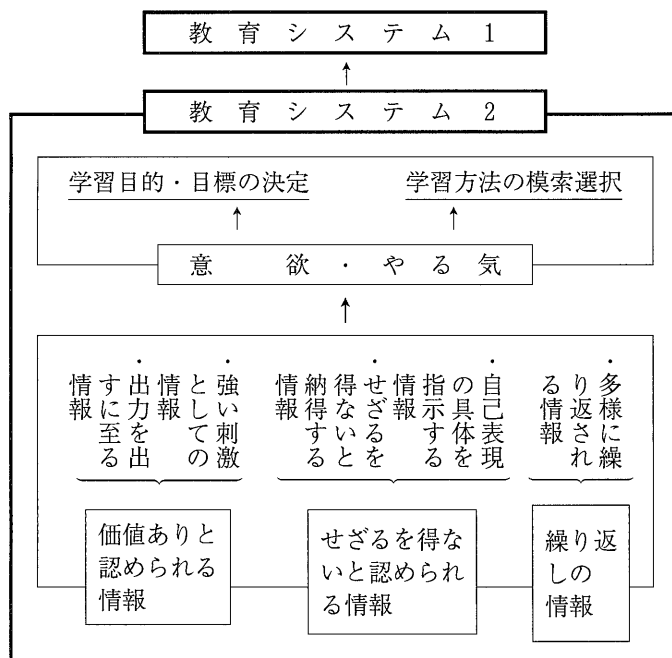 教育システム1
教育システム2
学習目的・目標の決定
学習方法の模索選択
意欲・やる気
・多様に繰
り返され
る情報
・自己表現
の具体を
指示する
情報
・せざるを
得ないと
納得する
情報
・強い刺激
としての
情報
・出力を出
すに至る
情報
価値ありと
認められる
情報
せざるを得な
いと認められ
る情報
繰り返
しの
情報